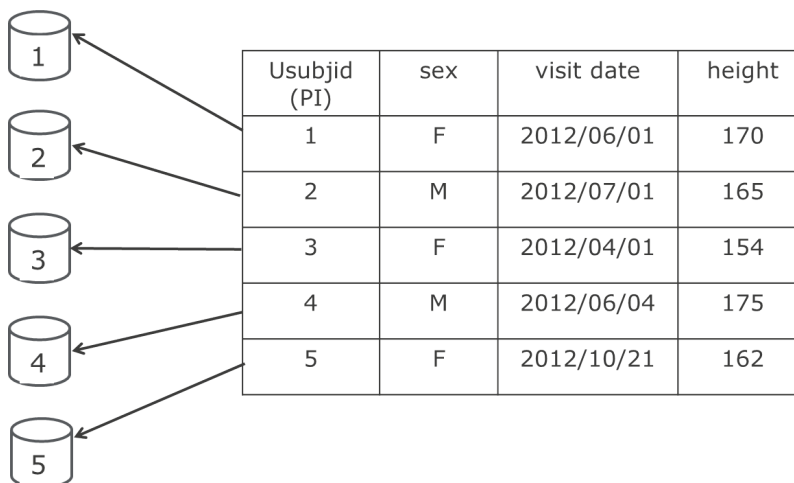 1
2
3
4
5
Usubjid sex visit date height
(PI)
1 F 2012/06/01 170
2 M 2012/07/01 165
3 F 2012/04/01 154
4 M 2012/06/04 175
5 F 2012/10/21 162